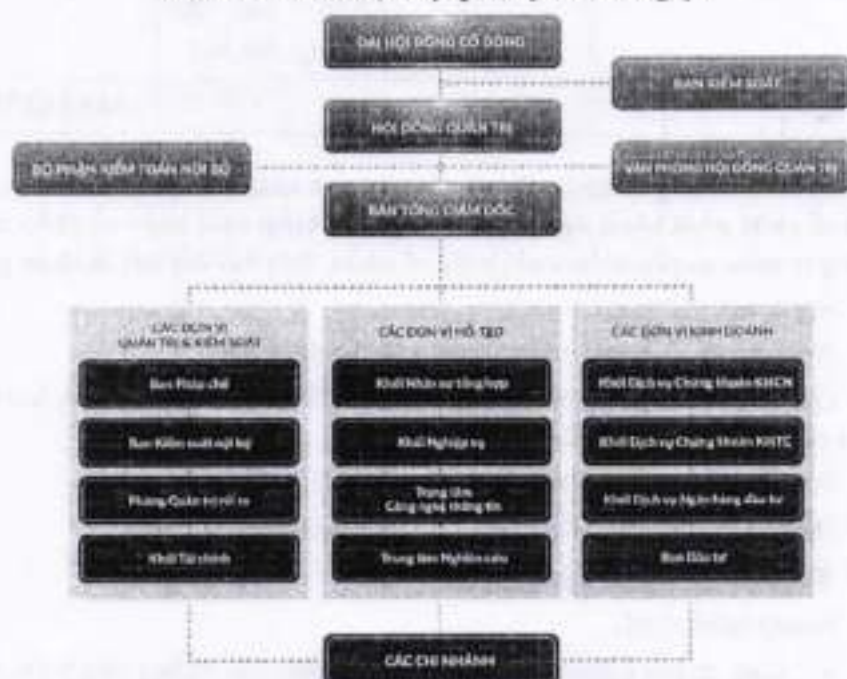 ĐẠI HỘI ĐỒNG CỔ ĐÔNG
BAN KIỂM SOÁT
HỘI ĐỒNG QUẢN TRỊ
BỘ PHẬN KIỂM TOÁN NỘI BỘ
VĂN PHÒNG HỘI ĐỒNG QUẢN TRỊ
BAN TỔNG GIÁM ĐỐC
CÁC ĐƠN VỊ
QUẢN TRỊ & KIỂM SOÁT
CÁC ĐƠN VỊ HỖ TRỢ
CÁC ĐƠN VỊ KINH DOANH
Ban Pháp chế
Khối Nhân sự tổng hợp
Khối Dịch vụ Chứng khoán KHCN
Ban Kiểm soát nội bộ
Khối Nghiệp vụ
Khối Dịch vụ Chứng khoán KHTC
Phòng Quản trị rủi ro
Trung tâm
Công nghệ thông tin
Khối Dịch vụ Ngân hàng đầu tư
Khối Tài chính
Trung tâm Nghiên cứu
Ban Đầu tư
CÁC CHI NHÁNH